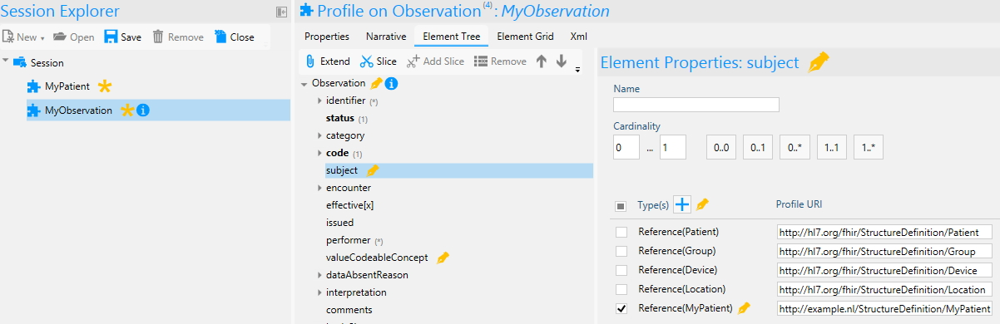 Session Explorer
New
Open
Save
Remove
Close
Session
MyPatient
MyObservation
Profile on Observation(4): MyObservation
Properties
Narrative
Element Tree
Element Grid
Xml
Extend
Slice
Add Slice
Remove
Observation
identifier (*)
status (1)
category
code (1)
subject
encounter
effective[x]
issued
performer (*)
valueCodeableConcept
dataAbsentReason
interpretation
comments
Element Properties: subject
Name
Cardinality
0 ... 1 0..0 0..1 0..* 1..1 1..*
Type(s) Profile URI
Reference(Patient) http://hl7.org/fhir/StructureDefinition/Patient
Reference(Group) http://hl7.org/fhir/StructureDefinition/Group
Reference(Device) http://hl7.org/fhir/StructureDefinition/Device
Reference(Location) http://hl7.org/fhir/StructureDefinition/Location
Reference(MyPatient) http://example.nl/StructureDefinition/MyPatient